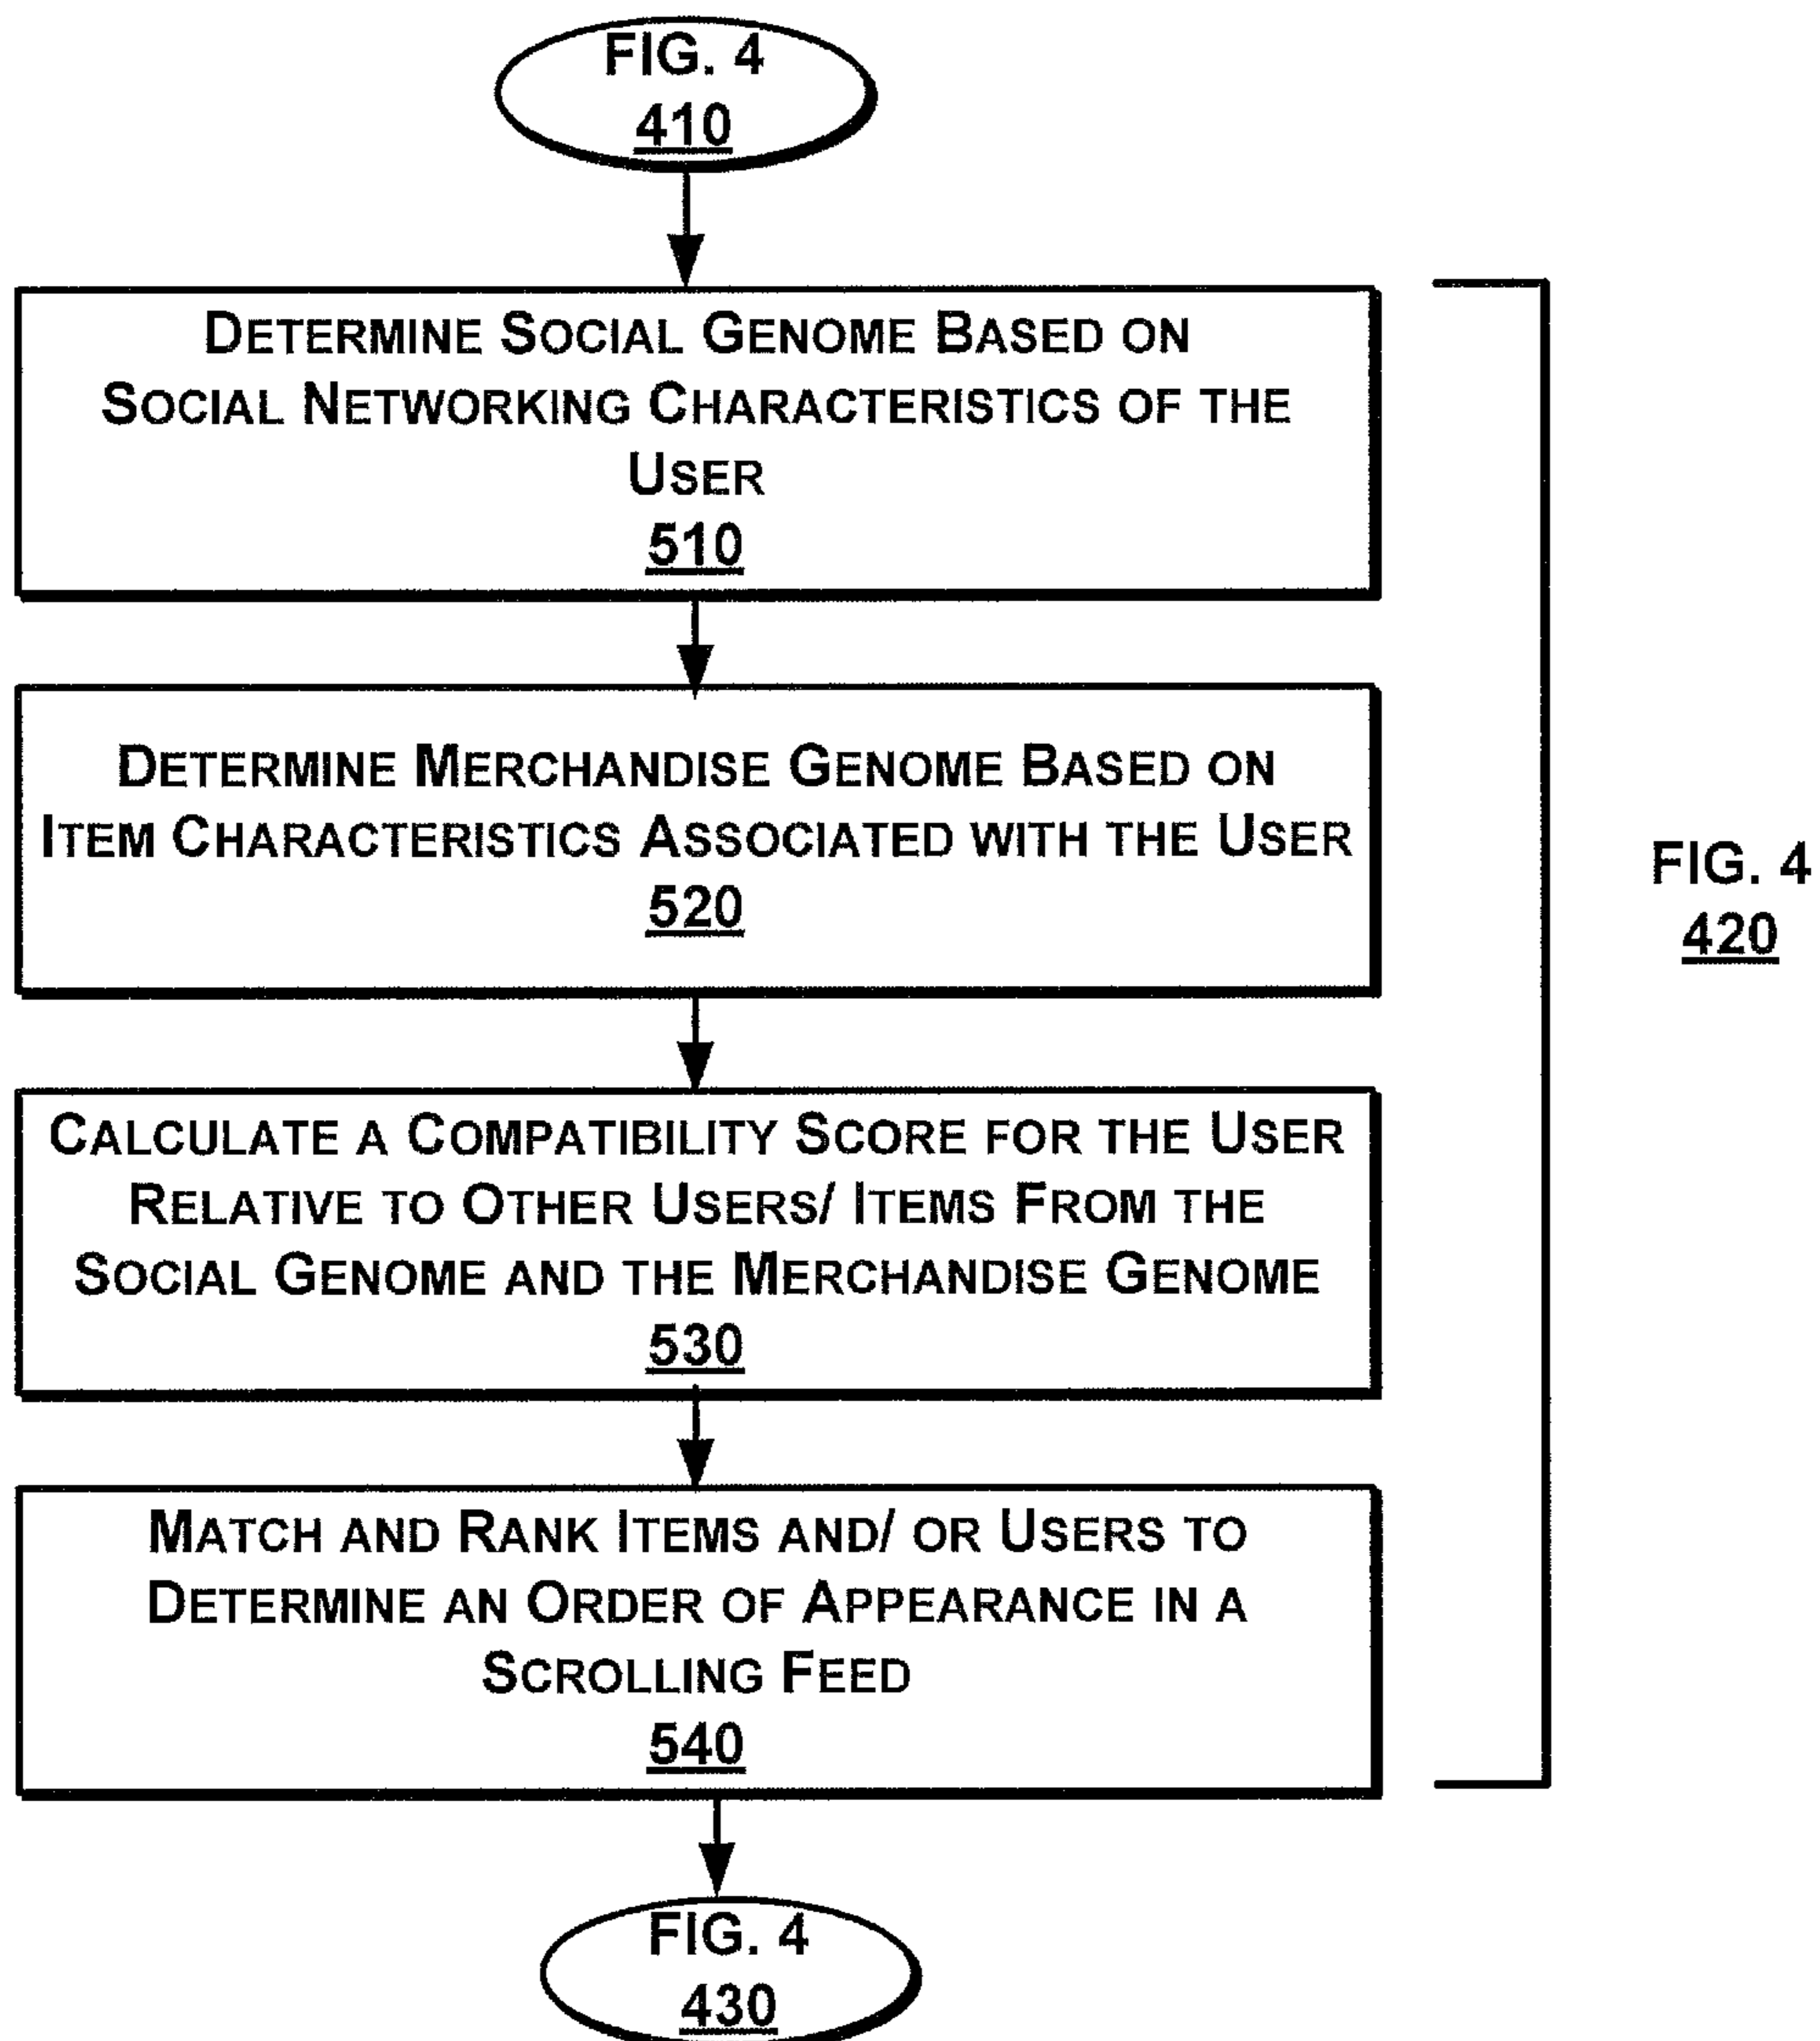 FIG. 4
410
DETERMINE SOCIAL GENOME BASED ON
SOCIAL NETWORKING CHARACTERISTICS OF THE
USER
510
DETERMINE MERCHANDISE GENOME BASED ON
ITEM CHARACTERISTICS ASSOCIATED WITH THE USER
520
FIG. 4
420
CALCULATE A COMPATIBILITY SCORE FOR THE USER
RELATIVE TO OTHER USERS/ ITEMS FROM THE
SOCIAL GENOME AND THE MERCHANDISE GENOME
530
MATCH AND RANK ITEMS AND/ OR USERS TO
DETERMINE AN ORDER OF APPEARANCE IN A
SCROLLING FEED
540
FIG. 4
430